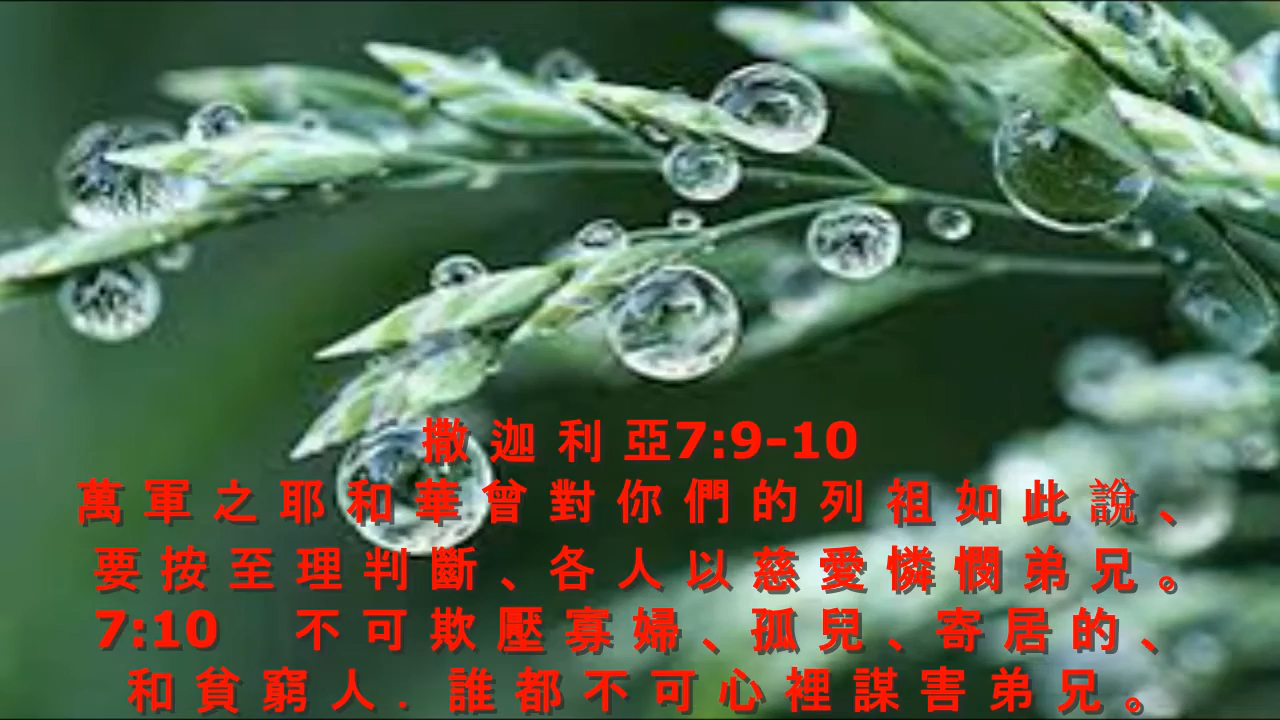 撒 迦 利 亞7:9-10
萬 軍 之 耶 和 華 曾 對 你 們 的 列 祖 如 此 說 、
要 按 至 理 判 斷 、各 人 以 慈 愛 憐 憫 弟 兄 。
7:10 不 可 欺 壓 寡 婦 、孤 兒 、寄 居 的 、
和 貧 窮 人 . 誰 都 不 可 心 裡 謀 害 弟 兄 。